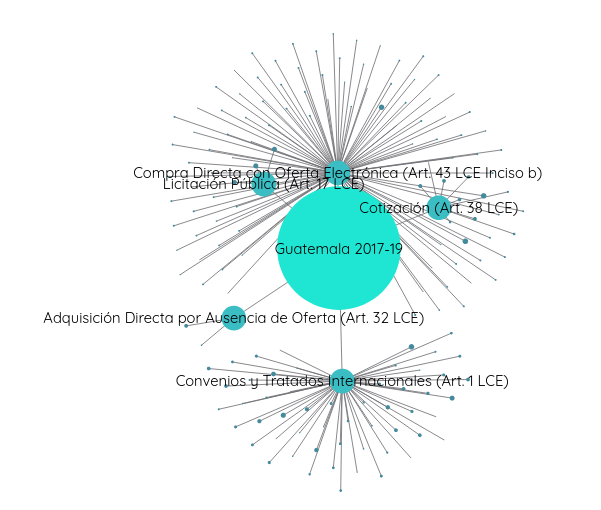 Compra Directa con Oferta Electrónica (Art. 43 LCE Inciso b)
Licitación Pública (Art. 17 LCE)
Cotización (Art. 38 LCE)
Guatemala 2017-19
Adquisición Directa por Ausencia de Oferta (Art. 32 LCE)
Convenios y Tratados Internacionales (Art. 1 LCE)